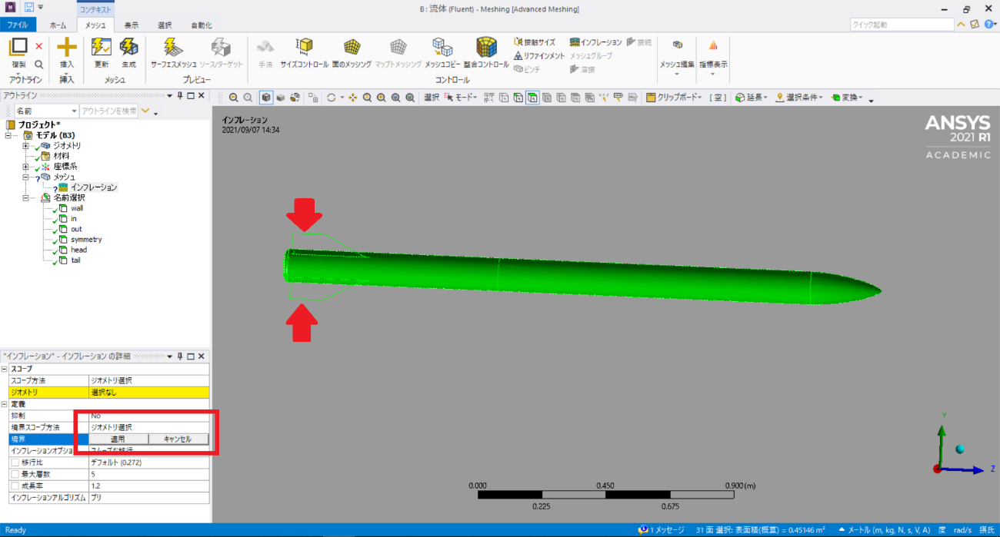 B : 流体 (Fluent) - Meshing [Advanced Meshing]
コンテキスト
ファイル ホーム メッシュ 表示 選択 自動化
クイック起動
複製
アウトライン
挿入
挿入
更新 生成
メッシュ
サーフェスメッシュ ソース/ターゲット
プレビュー
手法 サイズコントロール 面のメッシング マップトメッシング メッシュコピー 整合コントロール
接触サイズ インフレーション 接続
リファインメント メッシュグループ
ピンチ 溶接
コントロール
メッシュ編集 指標表示
アウトライン
名前 アウトラインを検索
選択 モード クリップボード [ 空 ] 延長 選択条件 変換
プロジェクト*
モデル (B3)
ジオメトリ
材料
座標系
メッシュ
インフレーション
名前選択
wall
in
out
symmetry
head
tail
インフレーション
2021/09/07 14:34
ANSYS
2021 R1
ACADEMIC
"インフレーション" - インフレーション の詳細
スコープ
スコープ方法 ジオメトリ選択
ジオメトリ 選択なし
定義
抑制 No
境界スコープ方法 ジオメトリ選択
境界 適用 キャンセル
インフレーションオプショ スムーズな移行
移行比 デフォルト (0.272)
最大層数 5
成長率 1.2
インフレーションアルゴリズム プリ
0.000 0.450 0.900 (m)
0.225 0.675
Y
Z
Ready
1 メッセージ 31 面 選択: 表面積(概算) = 0.45146 m² メートル (m, kg, N, s, V, A) 度 rad/s 摂氏